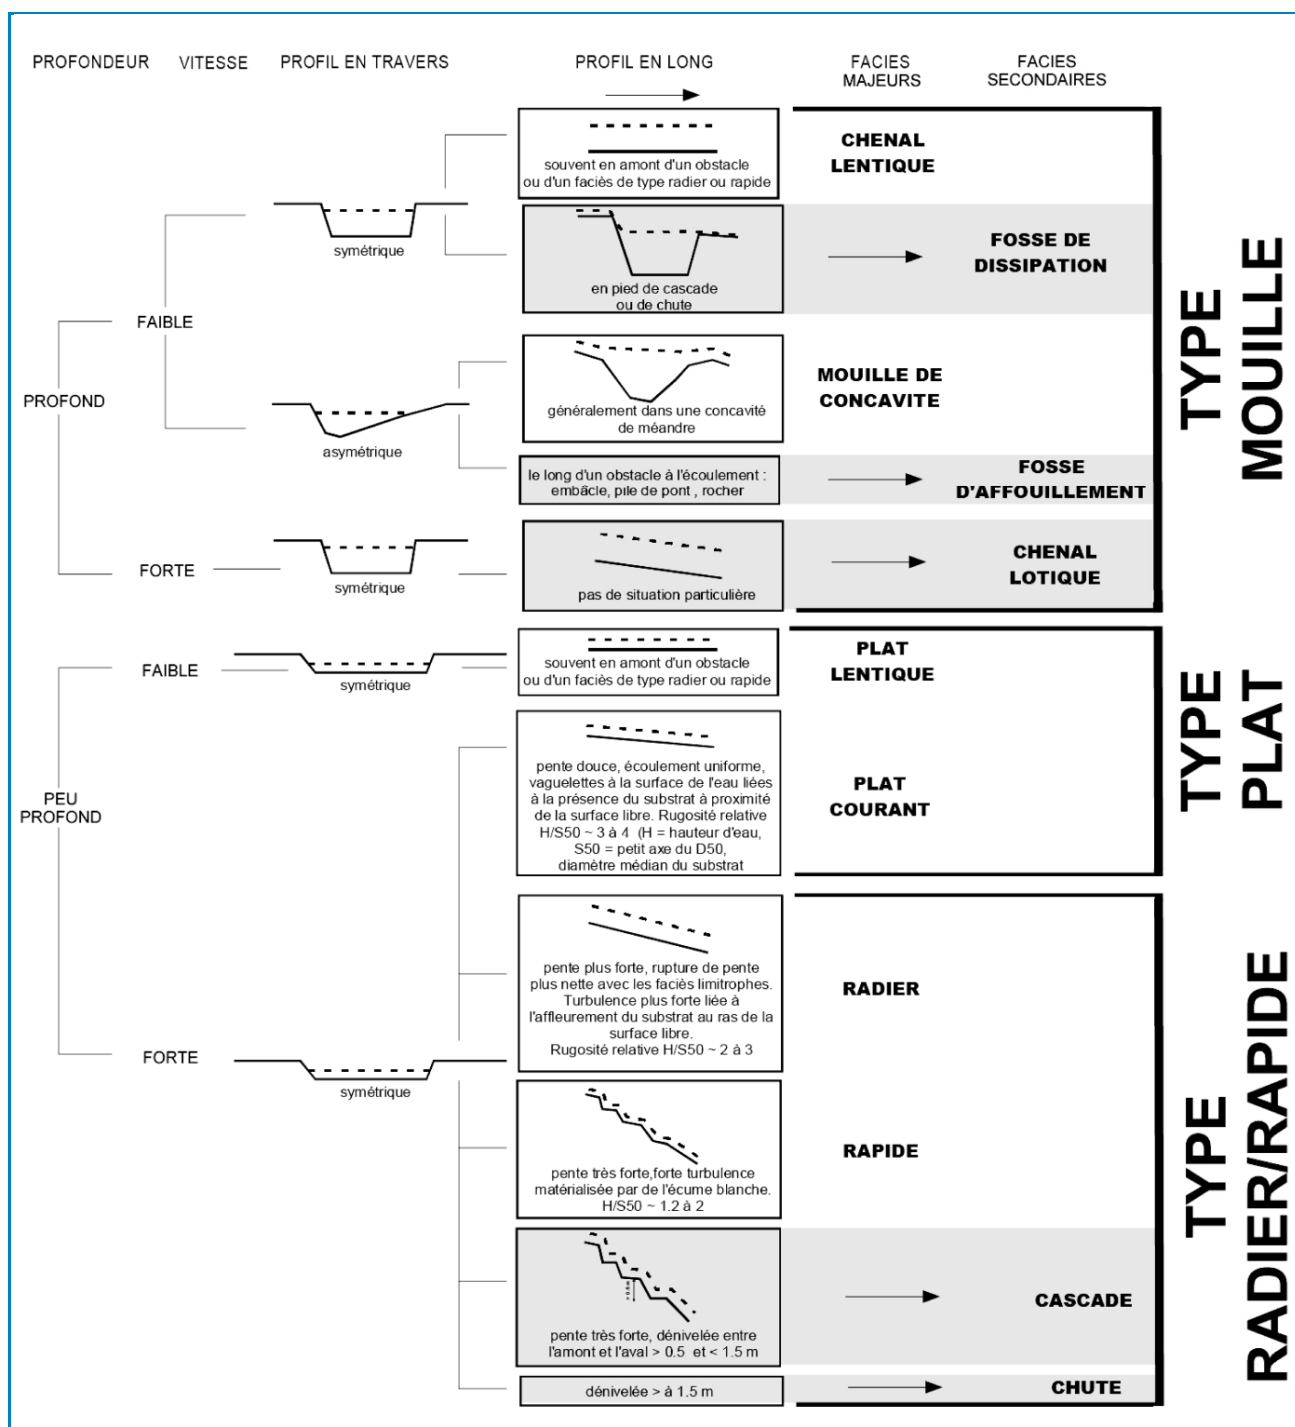 PROFONDEUR VITESSE PROFIL EN TRAVERS PROFIL EN LONG FACIES MAJEURS FACIES SECONDAIRES
souvent en amont d'un obstacle
ou d'un faciès de type radier ou rapide
CHENAL
LENTIQUE
symétrique
en pied de cascade
ou de chute
FOSSE DE
DISSIPATION
FAIBLE
PROFOND
généralement dans une concavité
de méandre
MOUILLE DE
CONCAVITE
asymétrique
le long d'un obstacle à l'écoulement :
embâcle, pile de pont , rocher
FOSSE
D'AFFOUILLEMENT
FORTE
symétrique
pas de situation particulière
CHENAL
LOTIQUE
TYPE
MOUILLE
FAIBLE
symétrique
souvent en amont d'un obstacle
ou d'un faciès de type radier ou rapide
PLAT
LENTIQUE
pente douce, écoulement uniforme,
vaguelettes à la surface de l'eau liées
à la présence du substrat à proximité
de la surface libre. Rugosité relative
H/S50 ~ 3 à 4 (H = hauteur d'eau,
S50 = petit axe du D50,
diamètre médian du substrat
PLAT
COURANT
TYPE
PLAT
PEU
PROFOND
pente plus forte, rupture de pente
plus nette avec les faciès limitrophes.
Turbulence plus forte liée à
l'affleurement du substrat au ras de la
surface libre.
Rugosité relative H/S50 ~ 2 à 3
RADIER
FORTE
symétrique
pente très forte,forte turbulence
matérialisée par de l'écume blanche.
H/S50 ~ 1.2 à 2
RAPIDE
pente très forte, dénivelée entre
l'amont et l'aval > 0.5 et < 1.5 m
CASCADE
dénivelée > à 1.5 m
CHUTE
TYPE
RADIER/RAPIDE